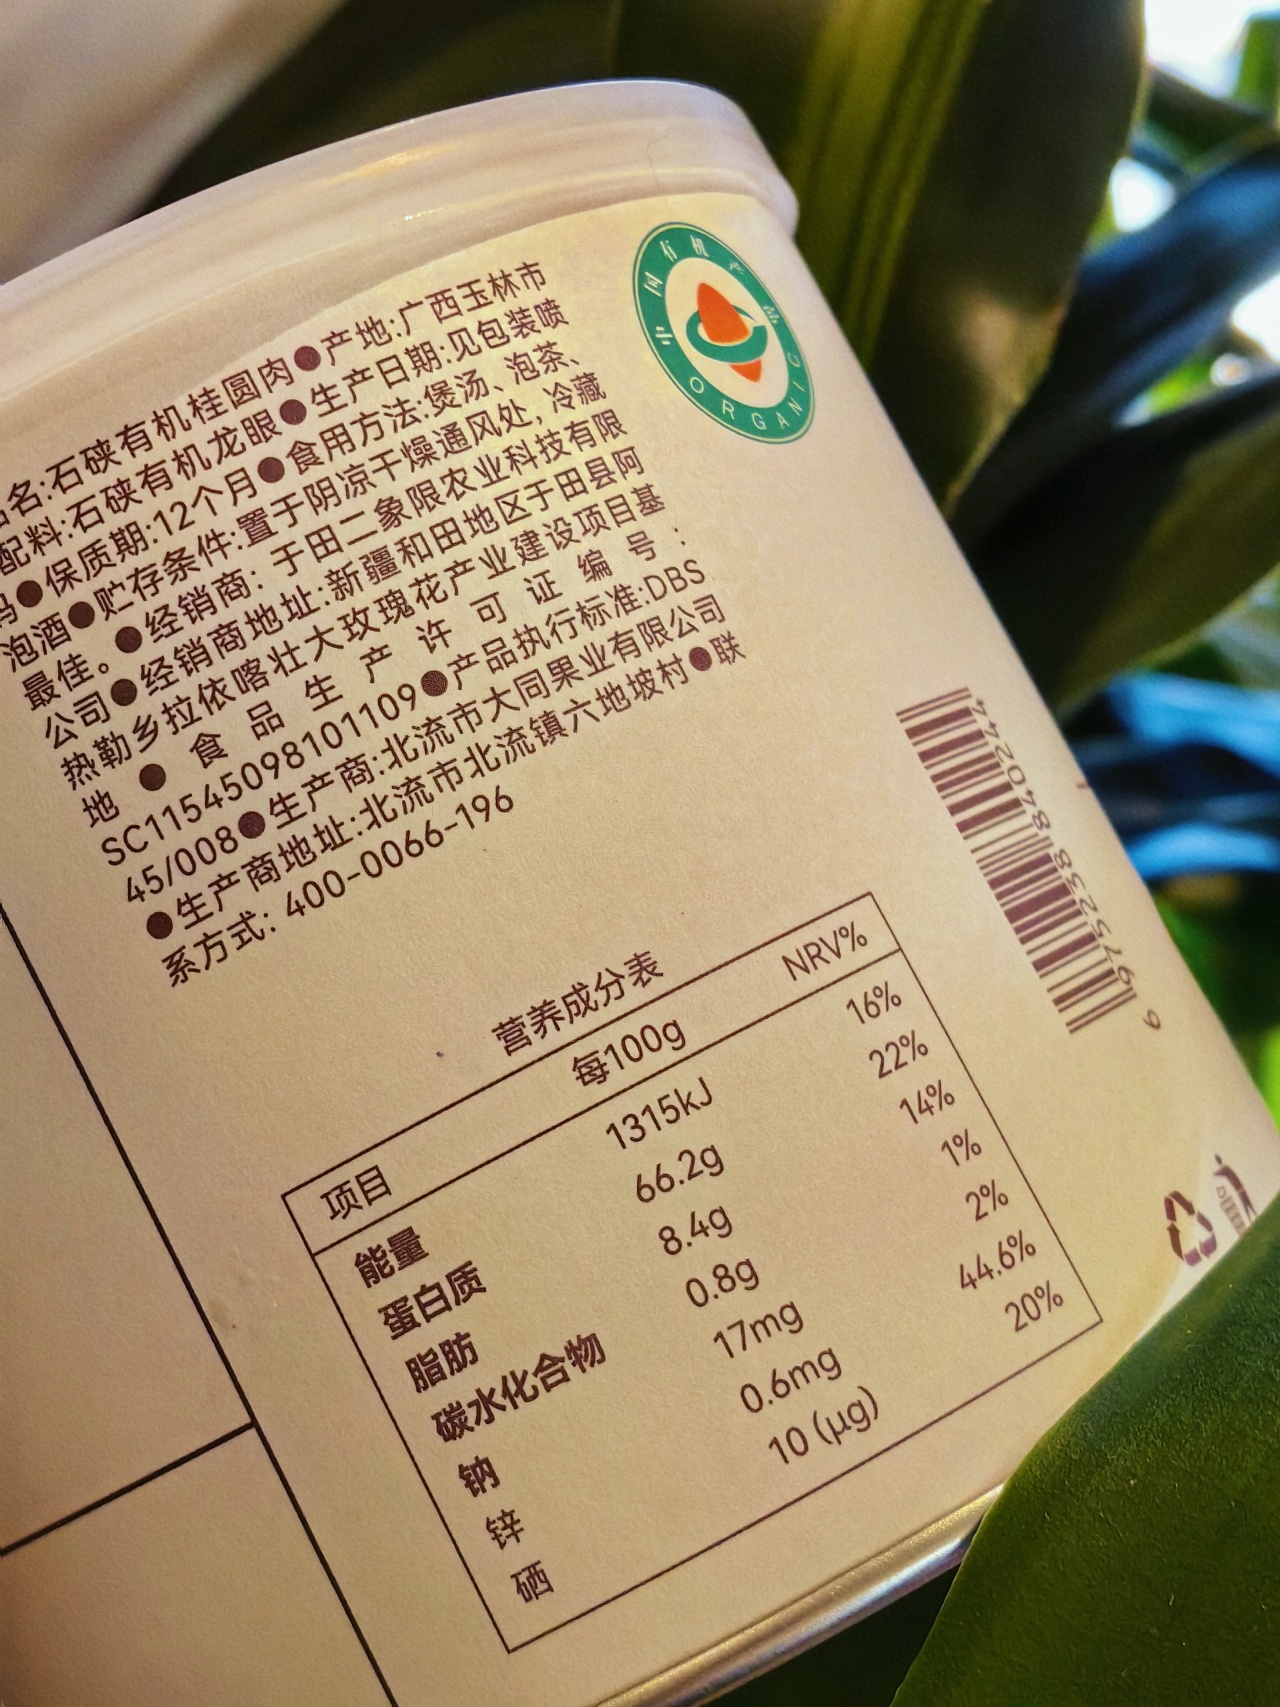 名:石硖有机桂圆肉●产地:广西玉林市
配料:石硖有机龙眼●生产日期:见包装喷
码●保质期:12个月●食用方法:煲汤、泡茶、
泡酒●贮存条件:置于阴凉干燥通风处, 冷藏
最佳。●经销商: 于田二象限农业科技有限
公司●经销商地址:新疆和田地区于田县阿
热勒乡拉依喀壮大玫瑰花产业建设项目基
地●食品生产许可证编号:
SC11545098101109●产品执行标准:DBS
45/008●生产商:北流市大同果业有限公司
●生产商地址:北流市北流镇六地坡村●联
系方式: 400-0066-196
中国有机产品
ORGANIC
6 975238 840244
营养成分表
项目 每100g NRV%
能量 1315kJ 16%
蛋白质 66.2g 22%
脂肪 8.4g 14%
碳水化合物 0.8g 1%
钠 17mg 2%
锌 0.6mg 44.6%
硒 10 (μg) 20%